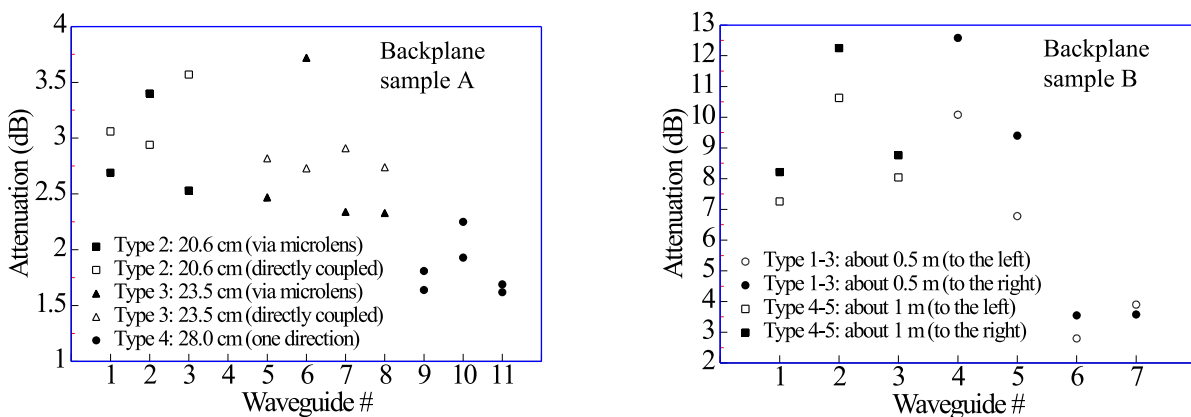 4
3.5
3
2.5
2
1.5
1
Attenuation (dB)
Backplane
sample A
Type 2: 20.6 cm (via microlens)
Type 2: 20.6 cm (directly coupled)
Type 3: 23.5 cm (via microlens)
Type 3: 23.5 cm (directly coupled)
Type 4: 28.0 cm (one direction)
1 2 3 4 5 6 7 8 9 10 11
Waveguide #
13
12
11
10
9
8
7
6
5
4
3
2
Attenuation (dB)
Backplane
sample B
Type 1-3: about 0.5 m (to the left)
Type 1-3: about 0.5 m (to the right)
Type 4-5: about 1 m (to the left)
Type 4-5: about 1 m (to the right)
1 2 3 4 5 6 7
Waveguide #